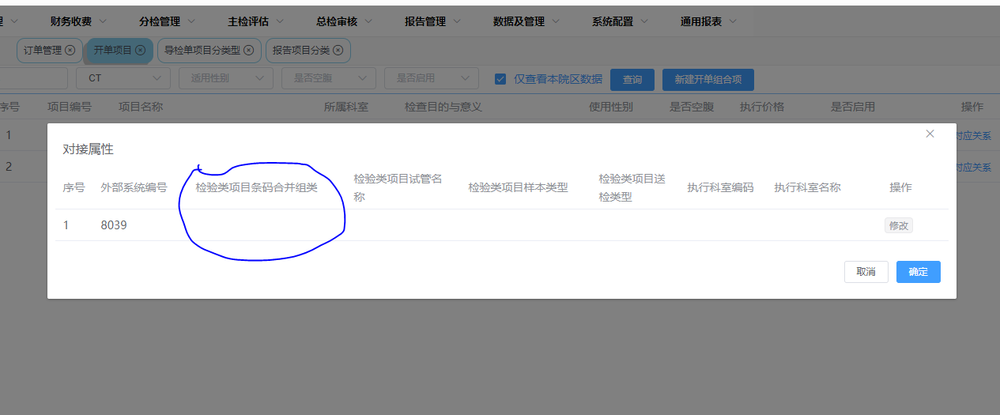 理 财务收费 分检管理 主检评估 总检审核 报告管理 数据及管理 系统配置 通用报表
订单管理 开单项目 导检单项目分类型 报告项目分类
CT 适用性别 是否空腹 是否启用 仅查看本院区数据 查询 新建开单组合项
序号 项目编号 项目名称 所属科室 检查目的与意义 使用性别 是否空腹 执行价格 是否启用 操作
1 对应关系
2 对应关系
对接属性
序号 外部系统编号 检验类项目条码合并组类 检验类项目试管名
称 检验类项目样本类型 检验类项目送
检类型 执行科室编码 执行科室名称 操作
1 8039 修改
取消 确定